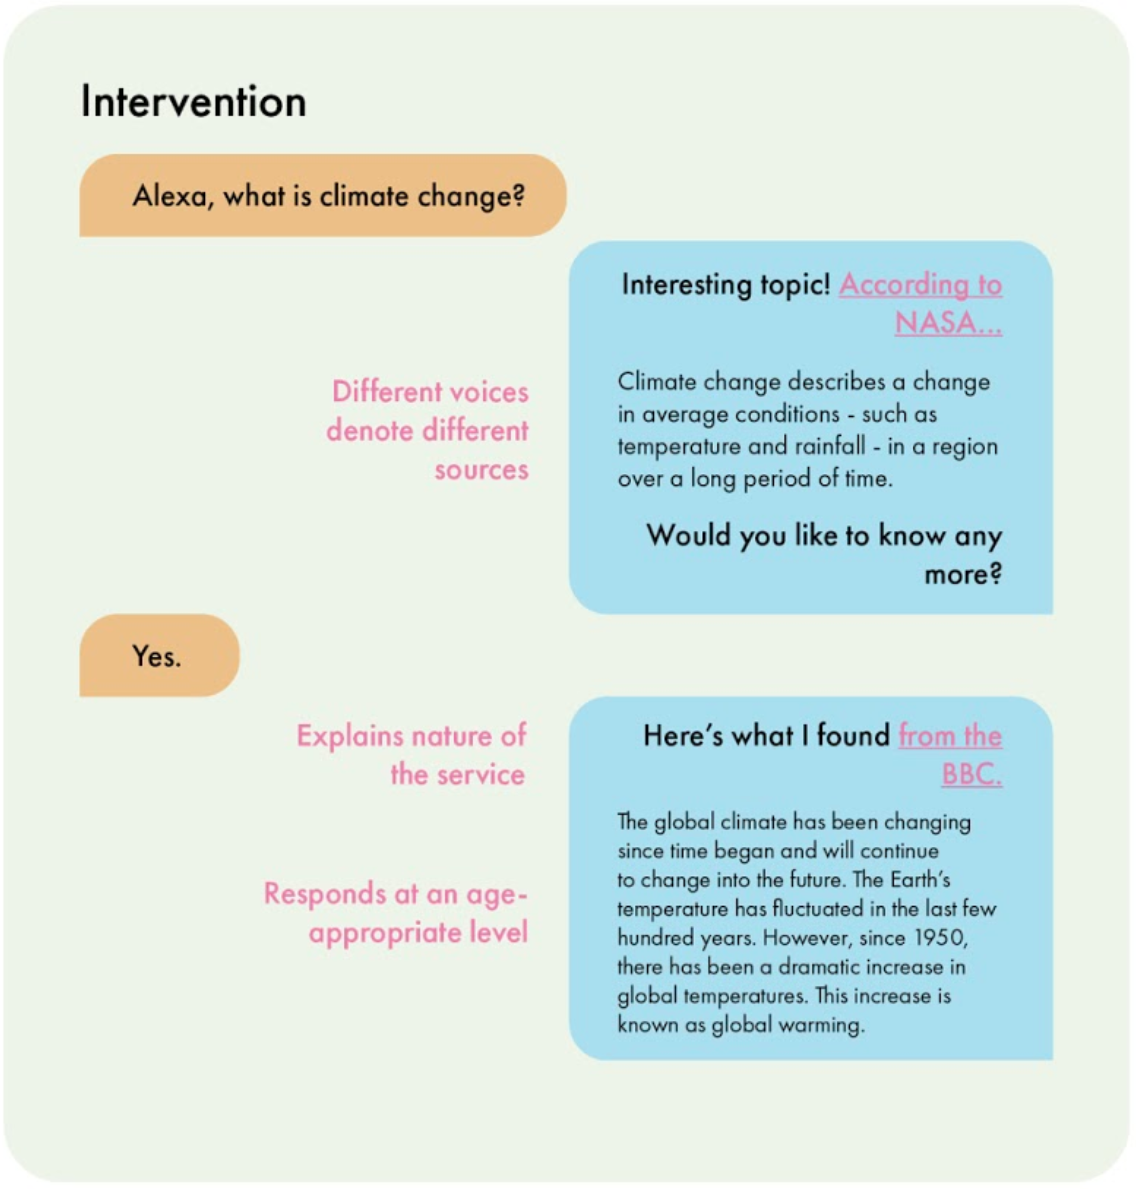 Intervention
Alexa, what is climate change?
Interesting topic! According to
NASA...
Different voices
denote different
sources
Climate change describes a change
in average conditions - such as
temperature and rainfall - in a region
over a long period of time.
Would you like to know any
more?
Yes.
Explains nature of
the service
Here's what I found from the
BBC.
Responds at an age-
appropriate level
The global climate has been changing
since time began and will continue
to change into the future. The Earth's
temperature has fluctuated in the last few
hundred years. However, since 1950,
there has been a dramatic increase in
global temperatures. This increase is
known as global warming.